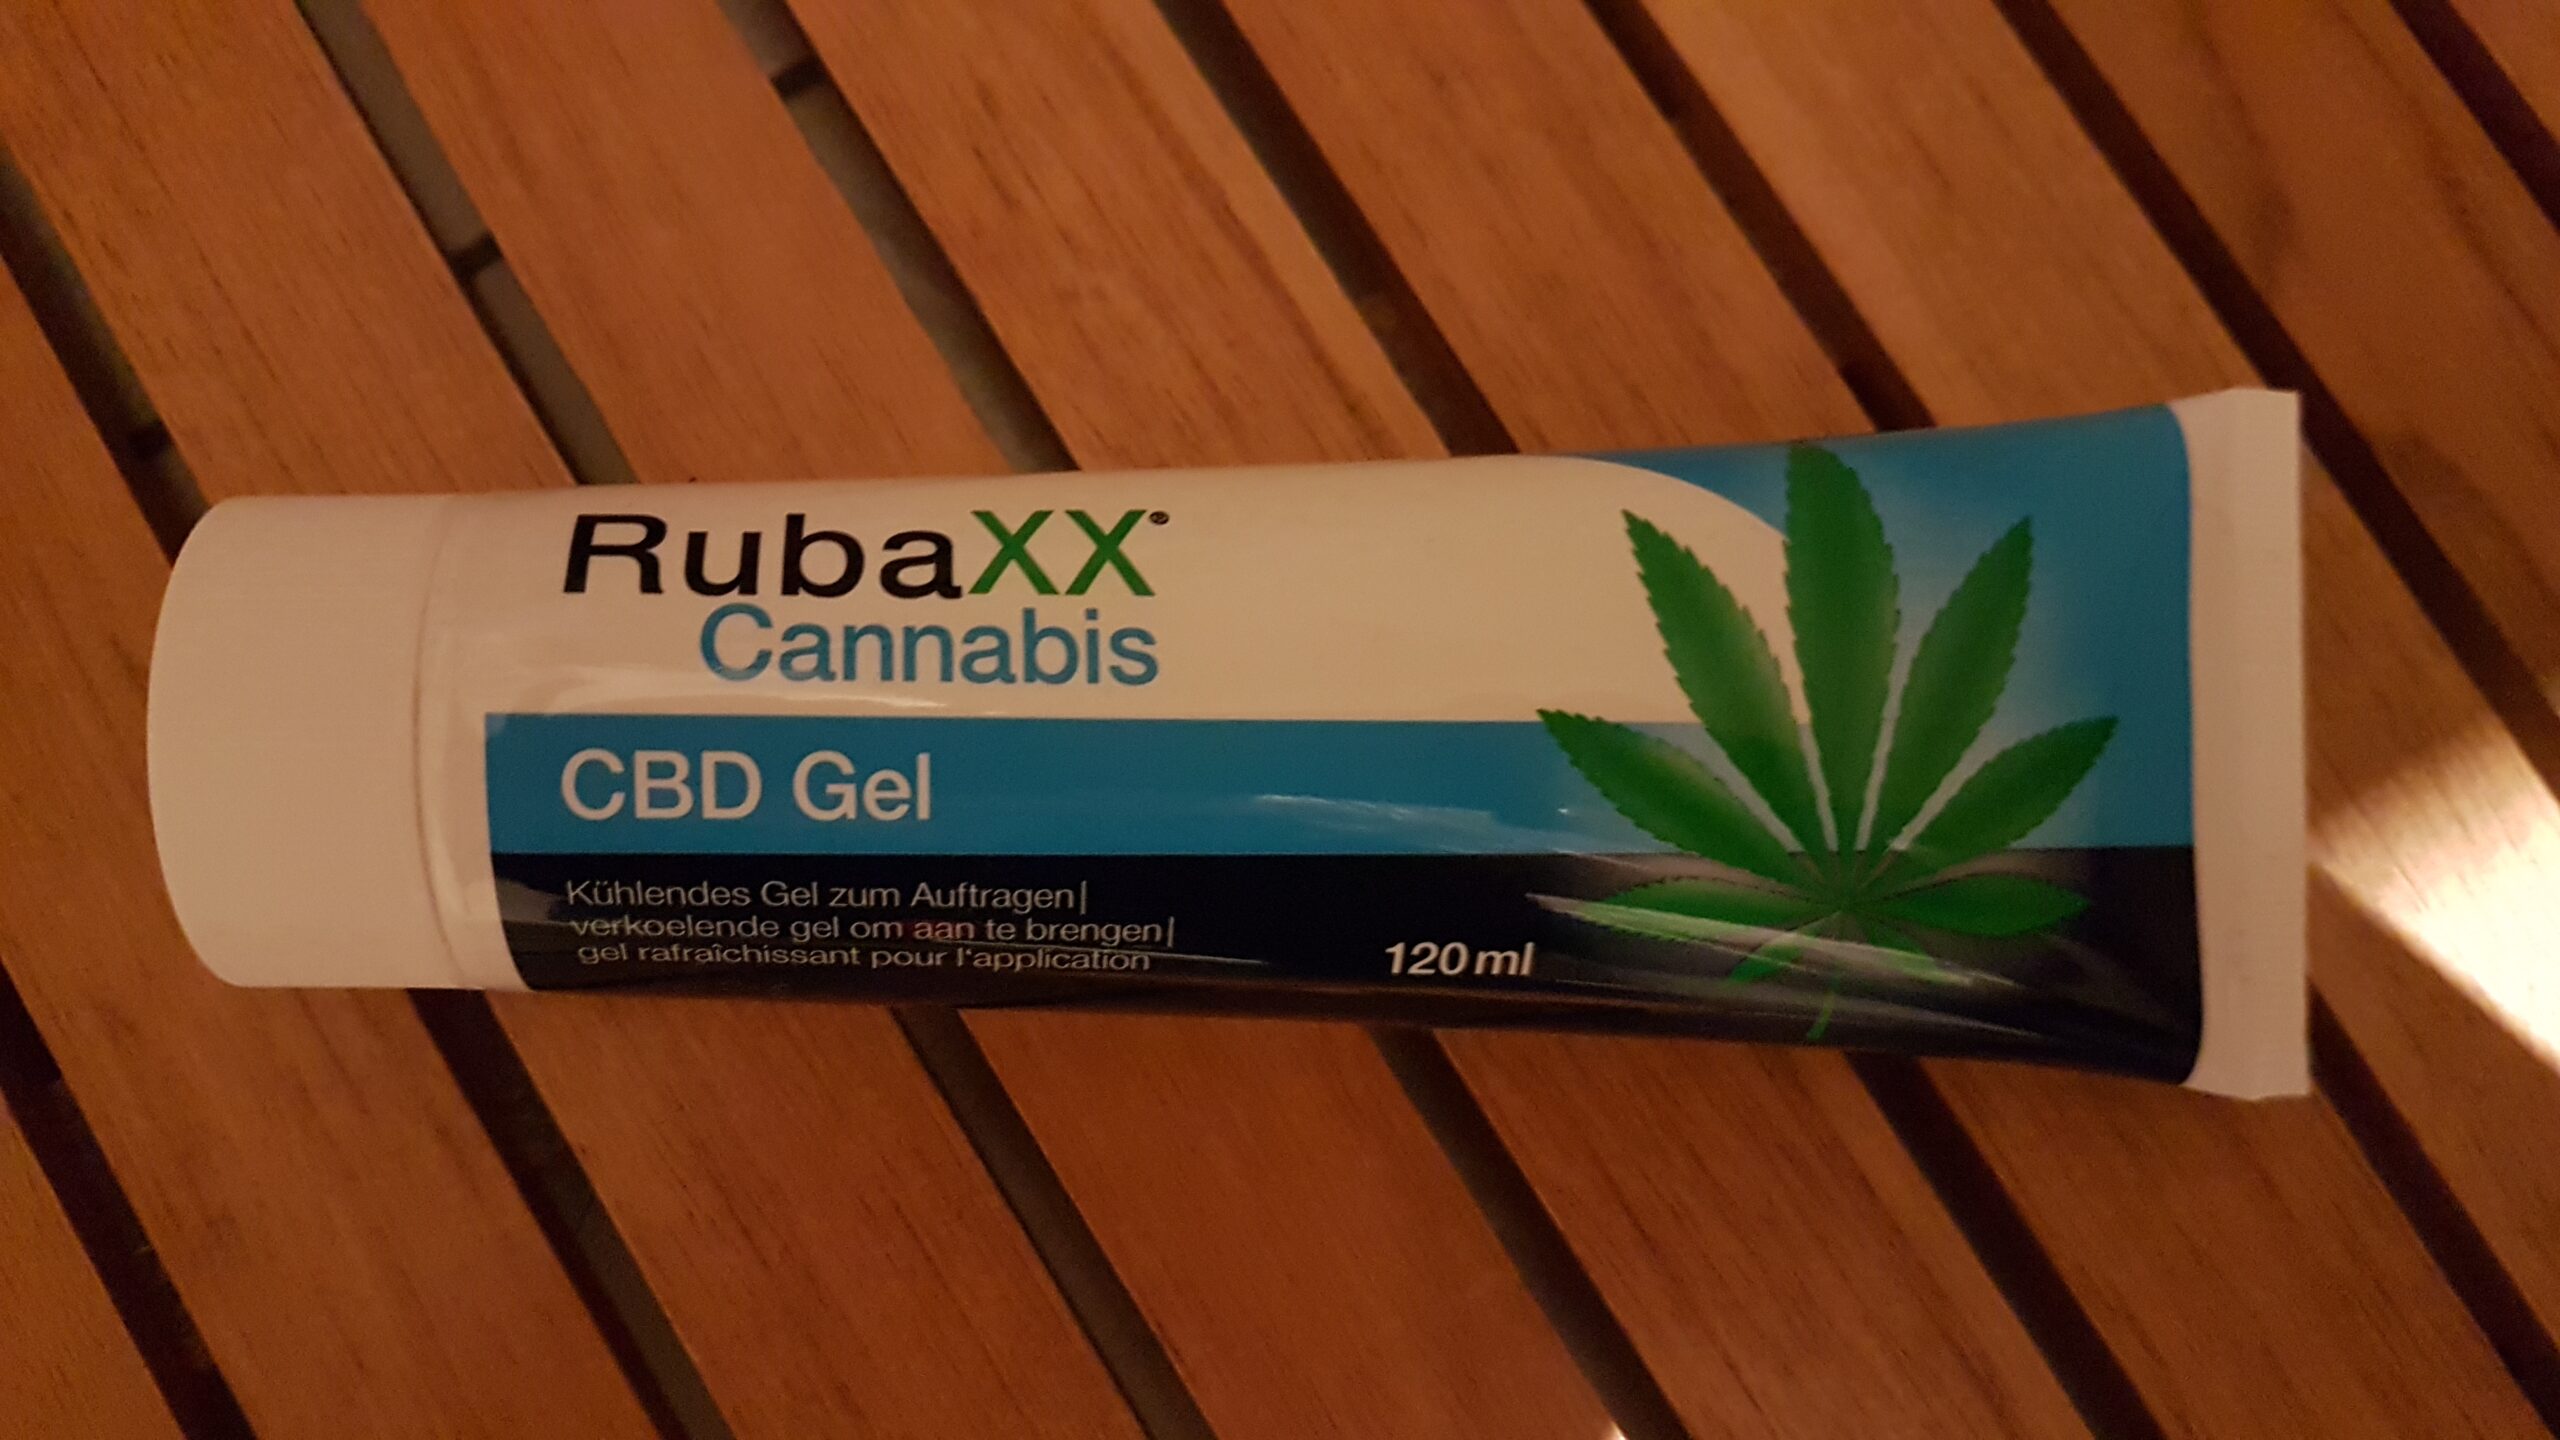 RubaXX®
Cannabis
CBD Gel
Kühlendes Gel zum Auftragen|
verkoelende gel om aan te brengen|
gel rafraîchissant pour l'application
120 ml